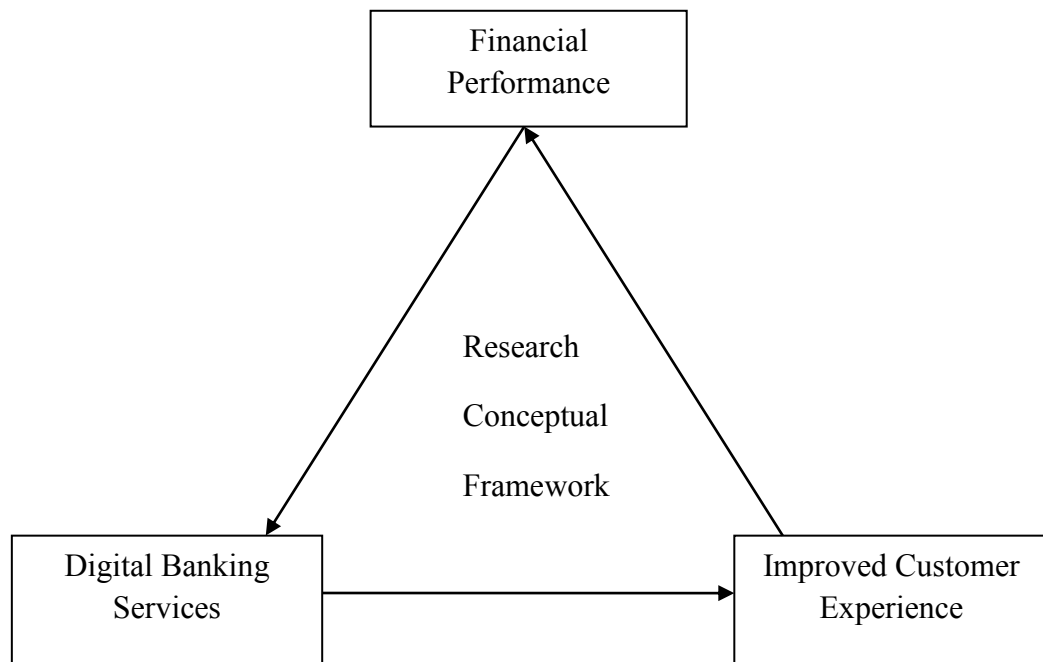 Financial
Performance
Research
Conceptual
Framework
Digital Banking
Services
Improved Customer
Experience